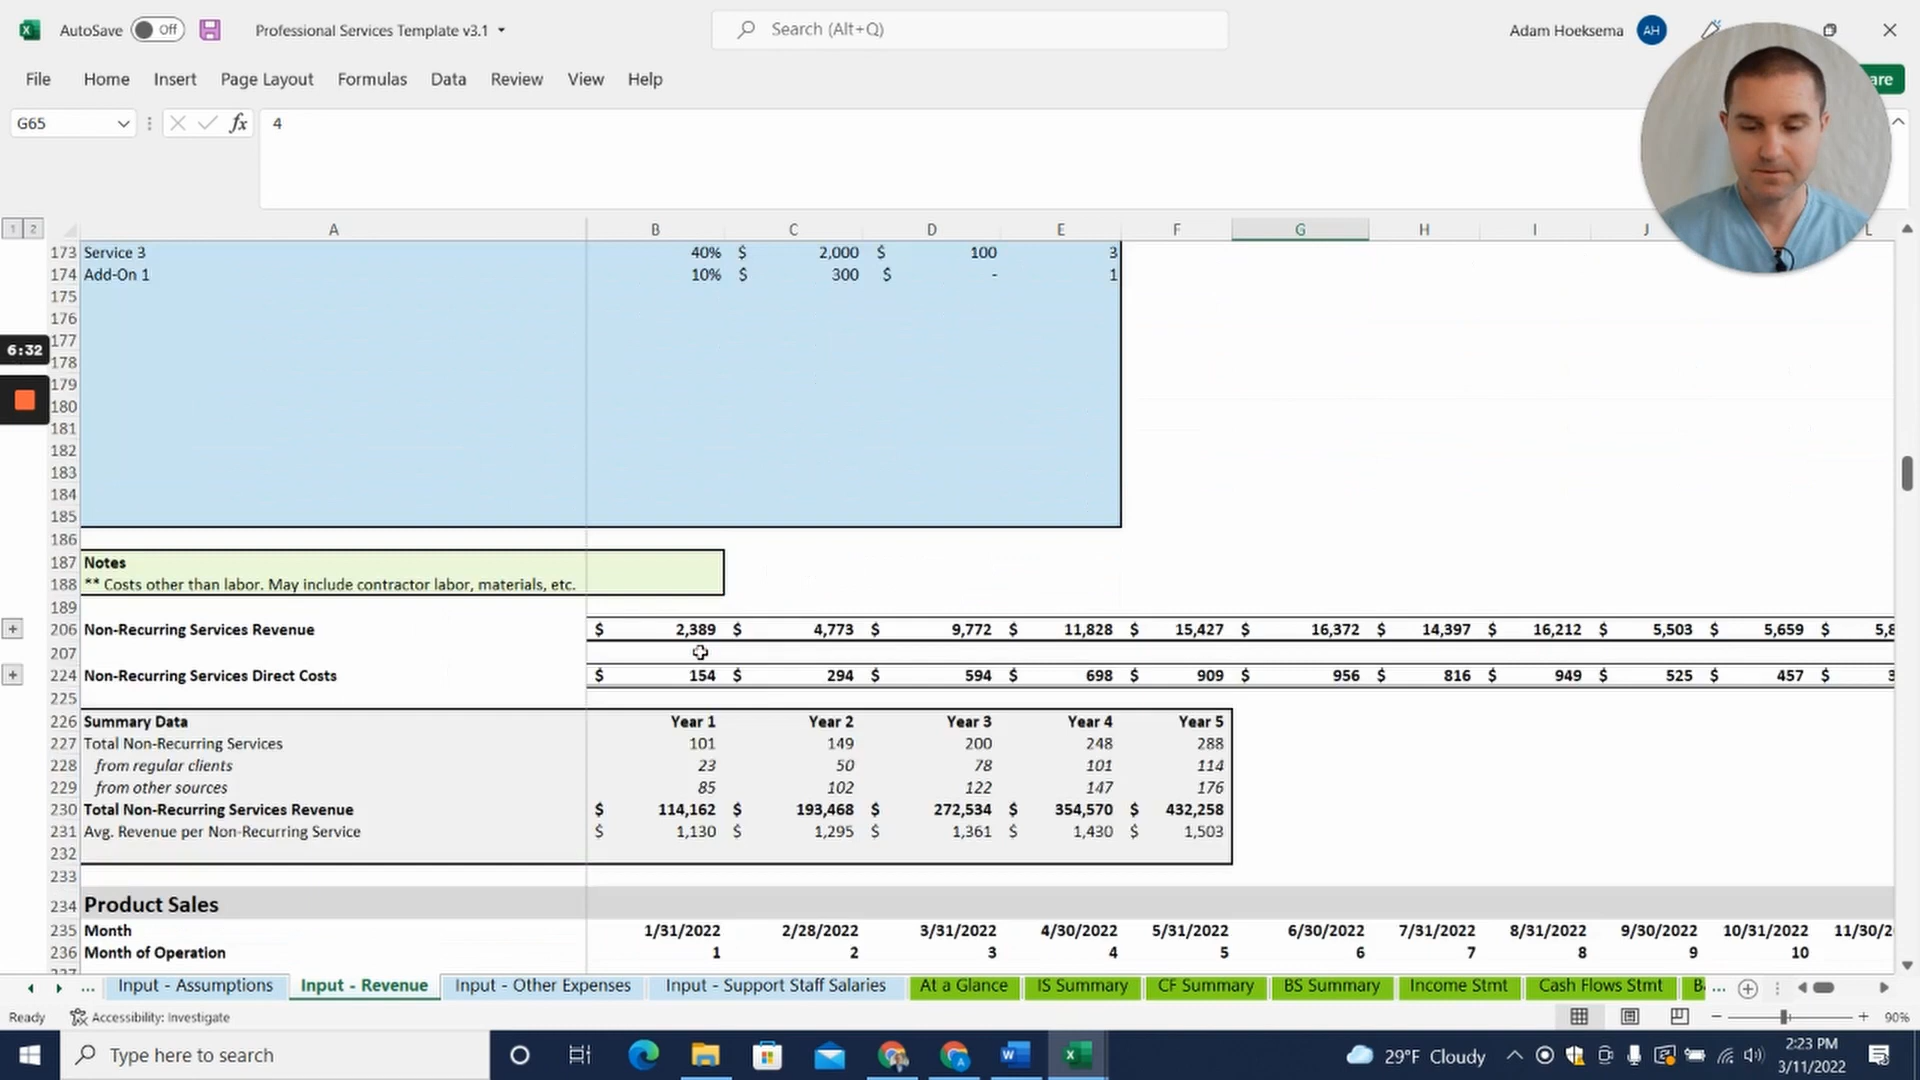 AutoSave Off Professional Services Template v3.1 Search (Alt+Q) Adam Hoeksema AH
File Home Insert Page Layout Formulas Data Review View Help are
G65 fx 4
1 2 A B C D E F G H I J L
173 Service 3 40% $ 2,000 $ 100 3
174 Add-On 1 10% $ 300 $ - 1
175
176
177
6:32
178
179
180
181
182
183
184
185
186
187 Notes
188 ** Costs other than labor. May include contractor labor, materials, etc.
189
206 Non-Recurring Services Revenue $ 2,389 $ 4,773 $ 9,772 $ 11,828 $ 15,427 $ 16,372 $ 14,397 $ 16,212 $ 5,503 $ 5,659 $ 5,8
207
224 Non-Recurring Services Direct Costs $ 154 $ 294 $ 594 $ 698 $ 909 $ 956 $ 816 $ 949 $ 525 $ 457 $ 3
225
226 Summary Data Year 1 Year 2 Year 3 Year 4 Year 5
227 Total Non-Recurring Services 101 149 200 248 288
228 from regular clients 23 50 78 101 114
229 from other sources 85 102 122 147 176
230 Total Non-Recurring Services Revenue $ 114,162 $ 193,468 $ 272,534 $ 354,570 $ 432,258
231 Avg. Revenue per Non-Recurring Service $ 1,130 $ 1,295 $ 1,361 $ 1,430 $ 1,503
232
233
234 Product Sales
235 Month 1/31/2022 2/28/2022 3/31/2022 4/30/2022 5/31/2022 6/30/2022 7/31/2022 8/31/2022 9/30/2022 10/31/2022 11/30/2
236 Month of Operation 1 2 3 4 5 6 7 8 9 10
... Input - Assumptions Input - Revenue Input - Other Expenses Input - Support Staff Salaries At a Glance IS Summary CF Summary BS Summary Income Stmt Cash Flows Stmt B ...
Ready Accessibility: Investigate 90%
Type here to search 29°F Cloudy 2:23 PM
3/11/2022